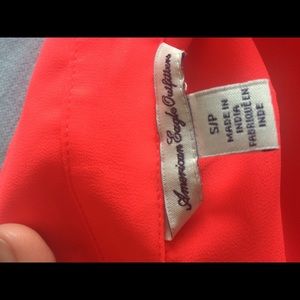 American Eagle Outfitters
S/P
MADE IN
INDIA
FABRIQUÉ EN
INDE